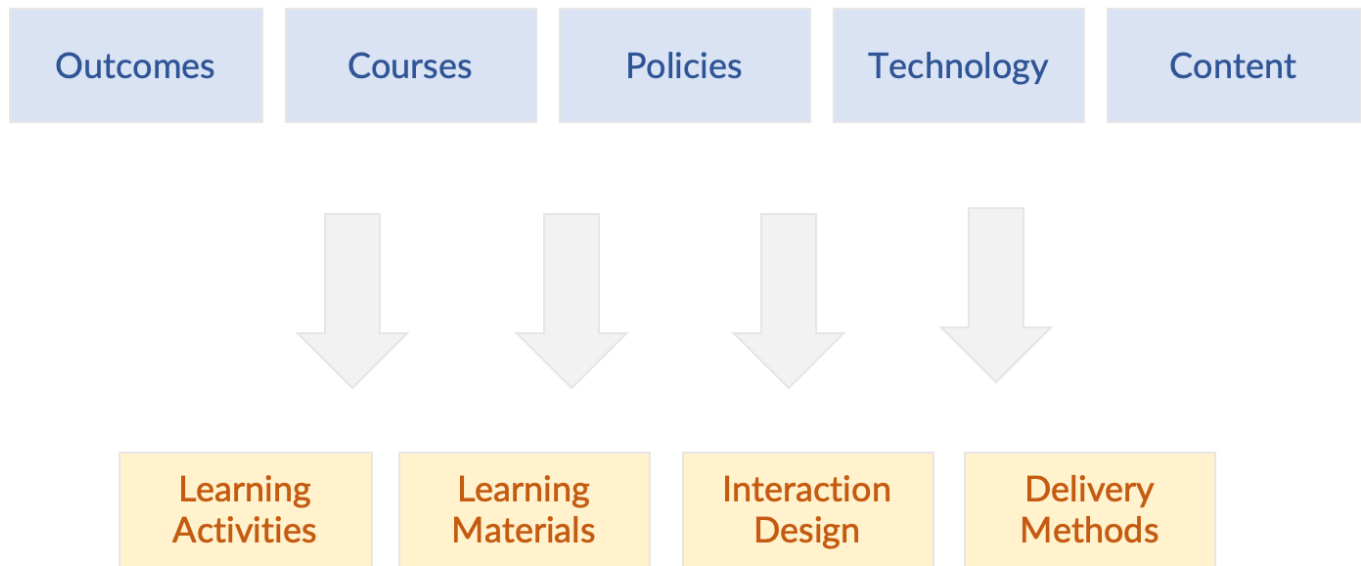 Outcomes
Courses
Policies
Technology
Content
Learning
Activities
Learning
Materials
Interaction
Design
Delivery
Methods